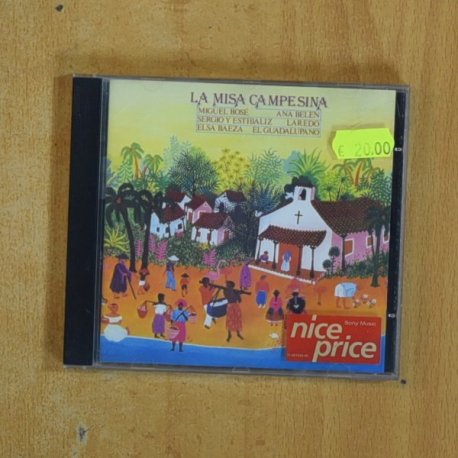 LA MISA CAMPESINA
MIGUEL BOSE ANA BELEN
SERGIO Y ESTIBALIZ LAREDO
ELSA BAEZA EL GUADALUPANO
€ 20.00
Sony Music
nice
price